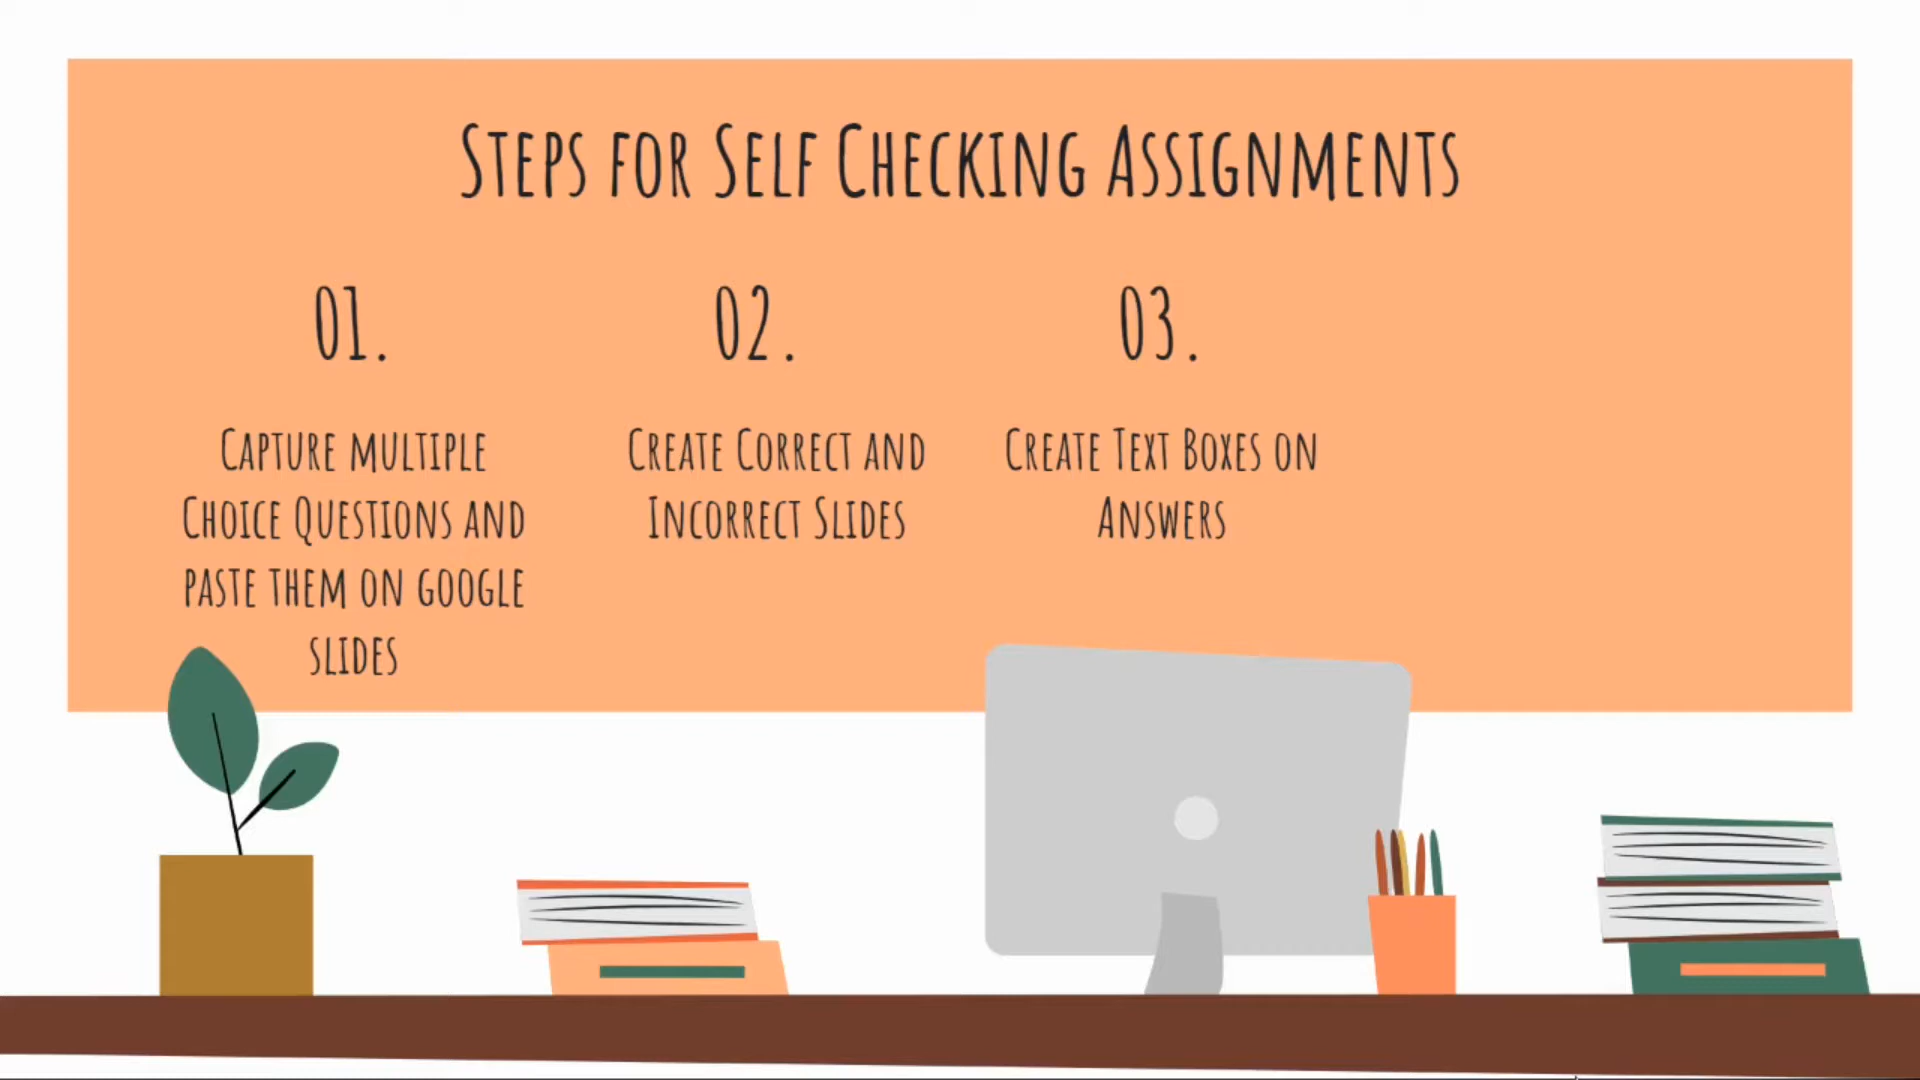 Steps for Self Checking Assignments
01.
Capture multiple
Choice Questions and
paste them on google
slides
02.
Create Correct and
Incorrect Slides
03.
Create Text Boxes on
Answers